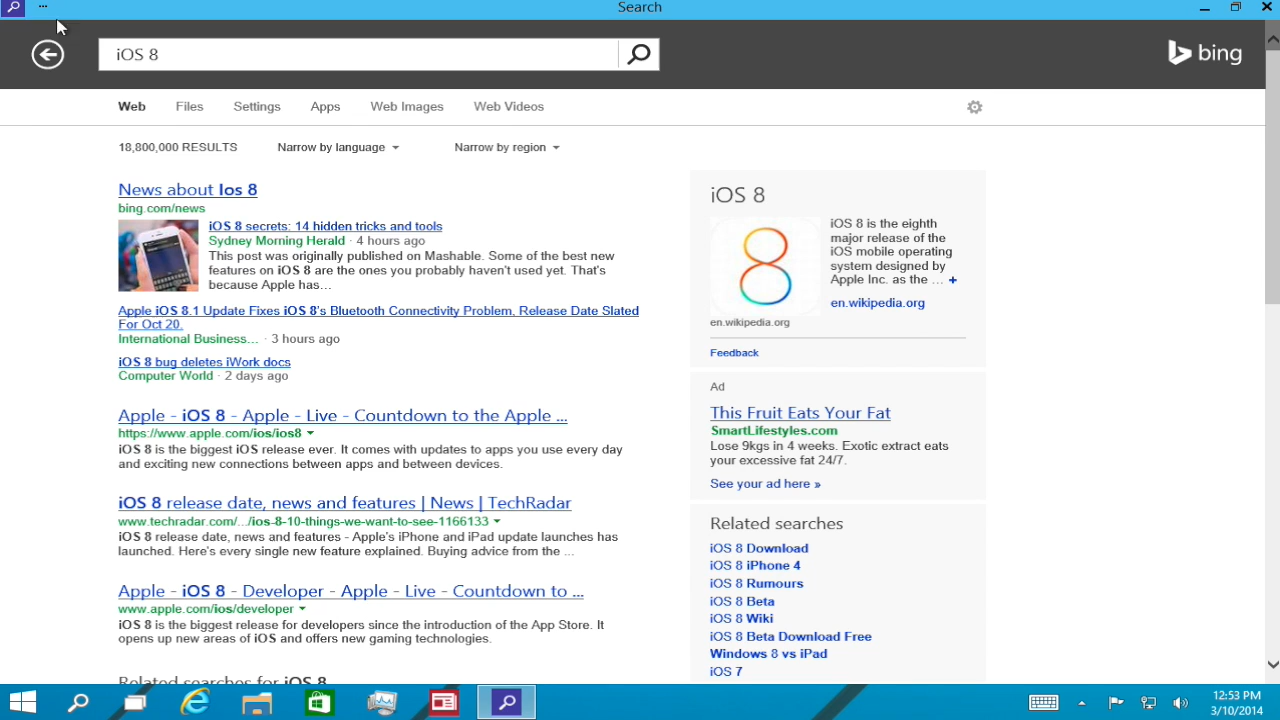 Search
iOS 8
bing
Web Files Settings Apps Web Images Web Videos
18,800,000 RESULTS Narrow by language Narrow by region
News about Ios 8
bing.com/news
iOS 8 secrets: 14 hidden tricks and tools
Sydney Morning Herald · 4 hours ago
This post was originally published on Mashable. Some of the best new
features on iOS 8 are the ones you probably haven't used yet. That's
because Apple has...
Apple iOS 8.1 Update Fixes iOS 8's Bluetooth Connectivity Problem, Release Date Slated
For Oct 20.
International Business... · 3 hours ago
iOS 8 bug deletes iWork docs
Computer World · 2 days ago
Apple - iOS 8 - Apple - Live - Countdown to the Apple ...
https://www.apple.com/ios/ios8
iOS 8 is the biggest iOS release ever. It comes with updates to apps you use every day
and exciting new connections between apps and between devices.
iOS 8 release date, news and features | News | TechRadar
www.techradar.com/.../ios-8-10-things-we-want-to-see-1166133
iOS 8 release date, news and features - Apple's iPhone and iPad update launches has
launched. Here's every single new feature explained. Buying advice from the ...
Apple - iOS 8 - Developer - Apple - Live - Countdown to ...
www.apple.com/ios/developer
iOS 8 is the biggest release for developers since the introduction of the App Store. It
opens up new areas of iOS and offers new gaming technologies.
Related searches for iOS 8
iOS 8
8
iOS 8 is the eighth
major release of the
iOS mobile operating
system designed by
Apple Inc. as the ... +
en.wikipedia.org
en.wikipedia.org
Feedback
Ad
This Fruit Eats Your Fat
SmartLifestyles.com
Lose 9kgs in 4 weeks. Exotic extract eats
your excessive fat 24/7.
See your ad here »
Related searches
iOS 8 Download
iOS 8 iPhone 4
iOS 8 Rumours
iOS 8 Beta
iOS 8 Wiki
iOS 8 Beta Download Free
Windows 8 vs iPad
iOS 7
12:53 PM
3/10/2014